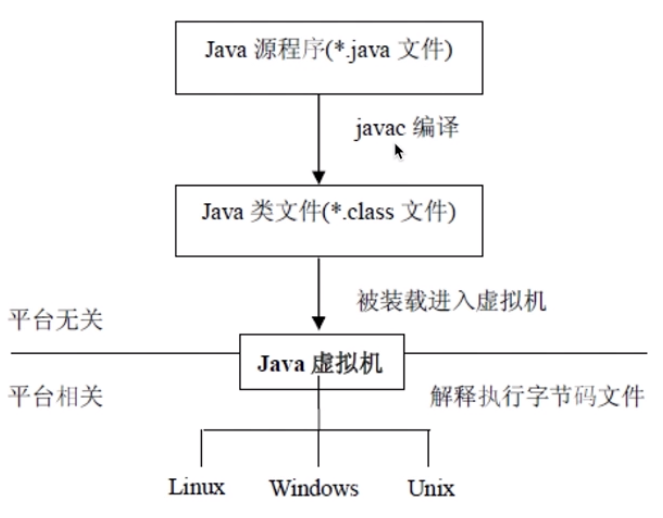 Java 源程序(*.java 文件)
javac 编译
Java 类文件(*.class 文件)
被装载进入虚拟机
平台无关
Java 虚拟机
平台相关
解释执行字节码文件
Linux
Windows
Unix